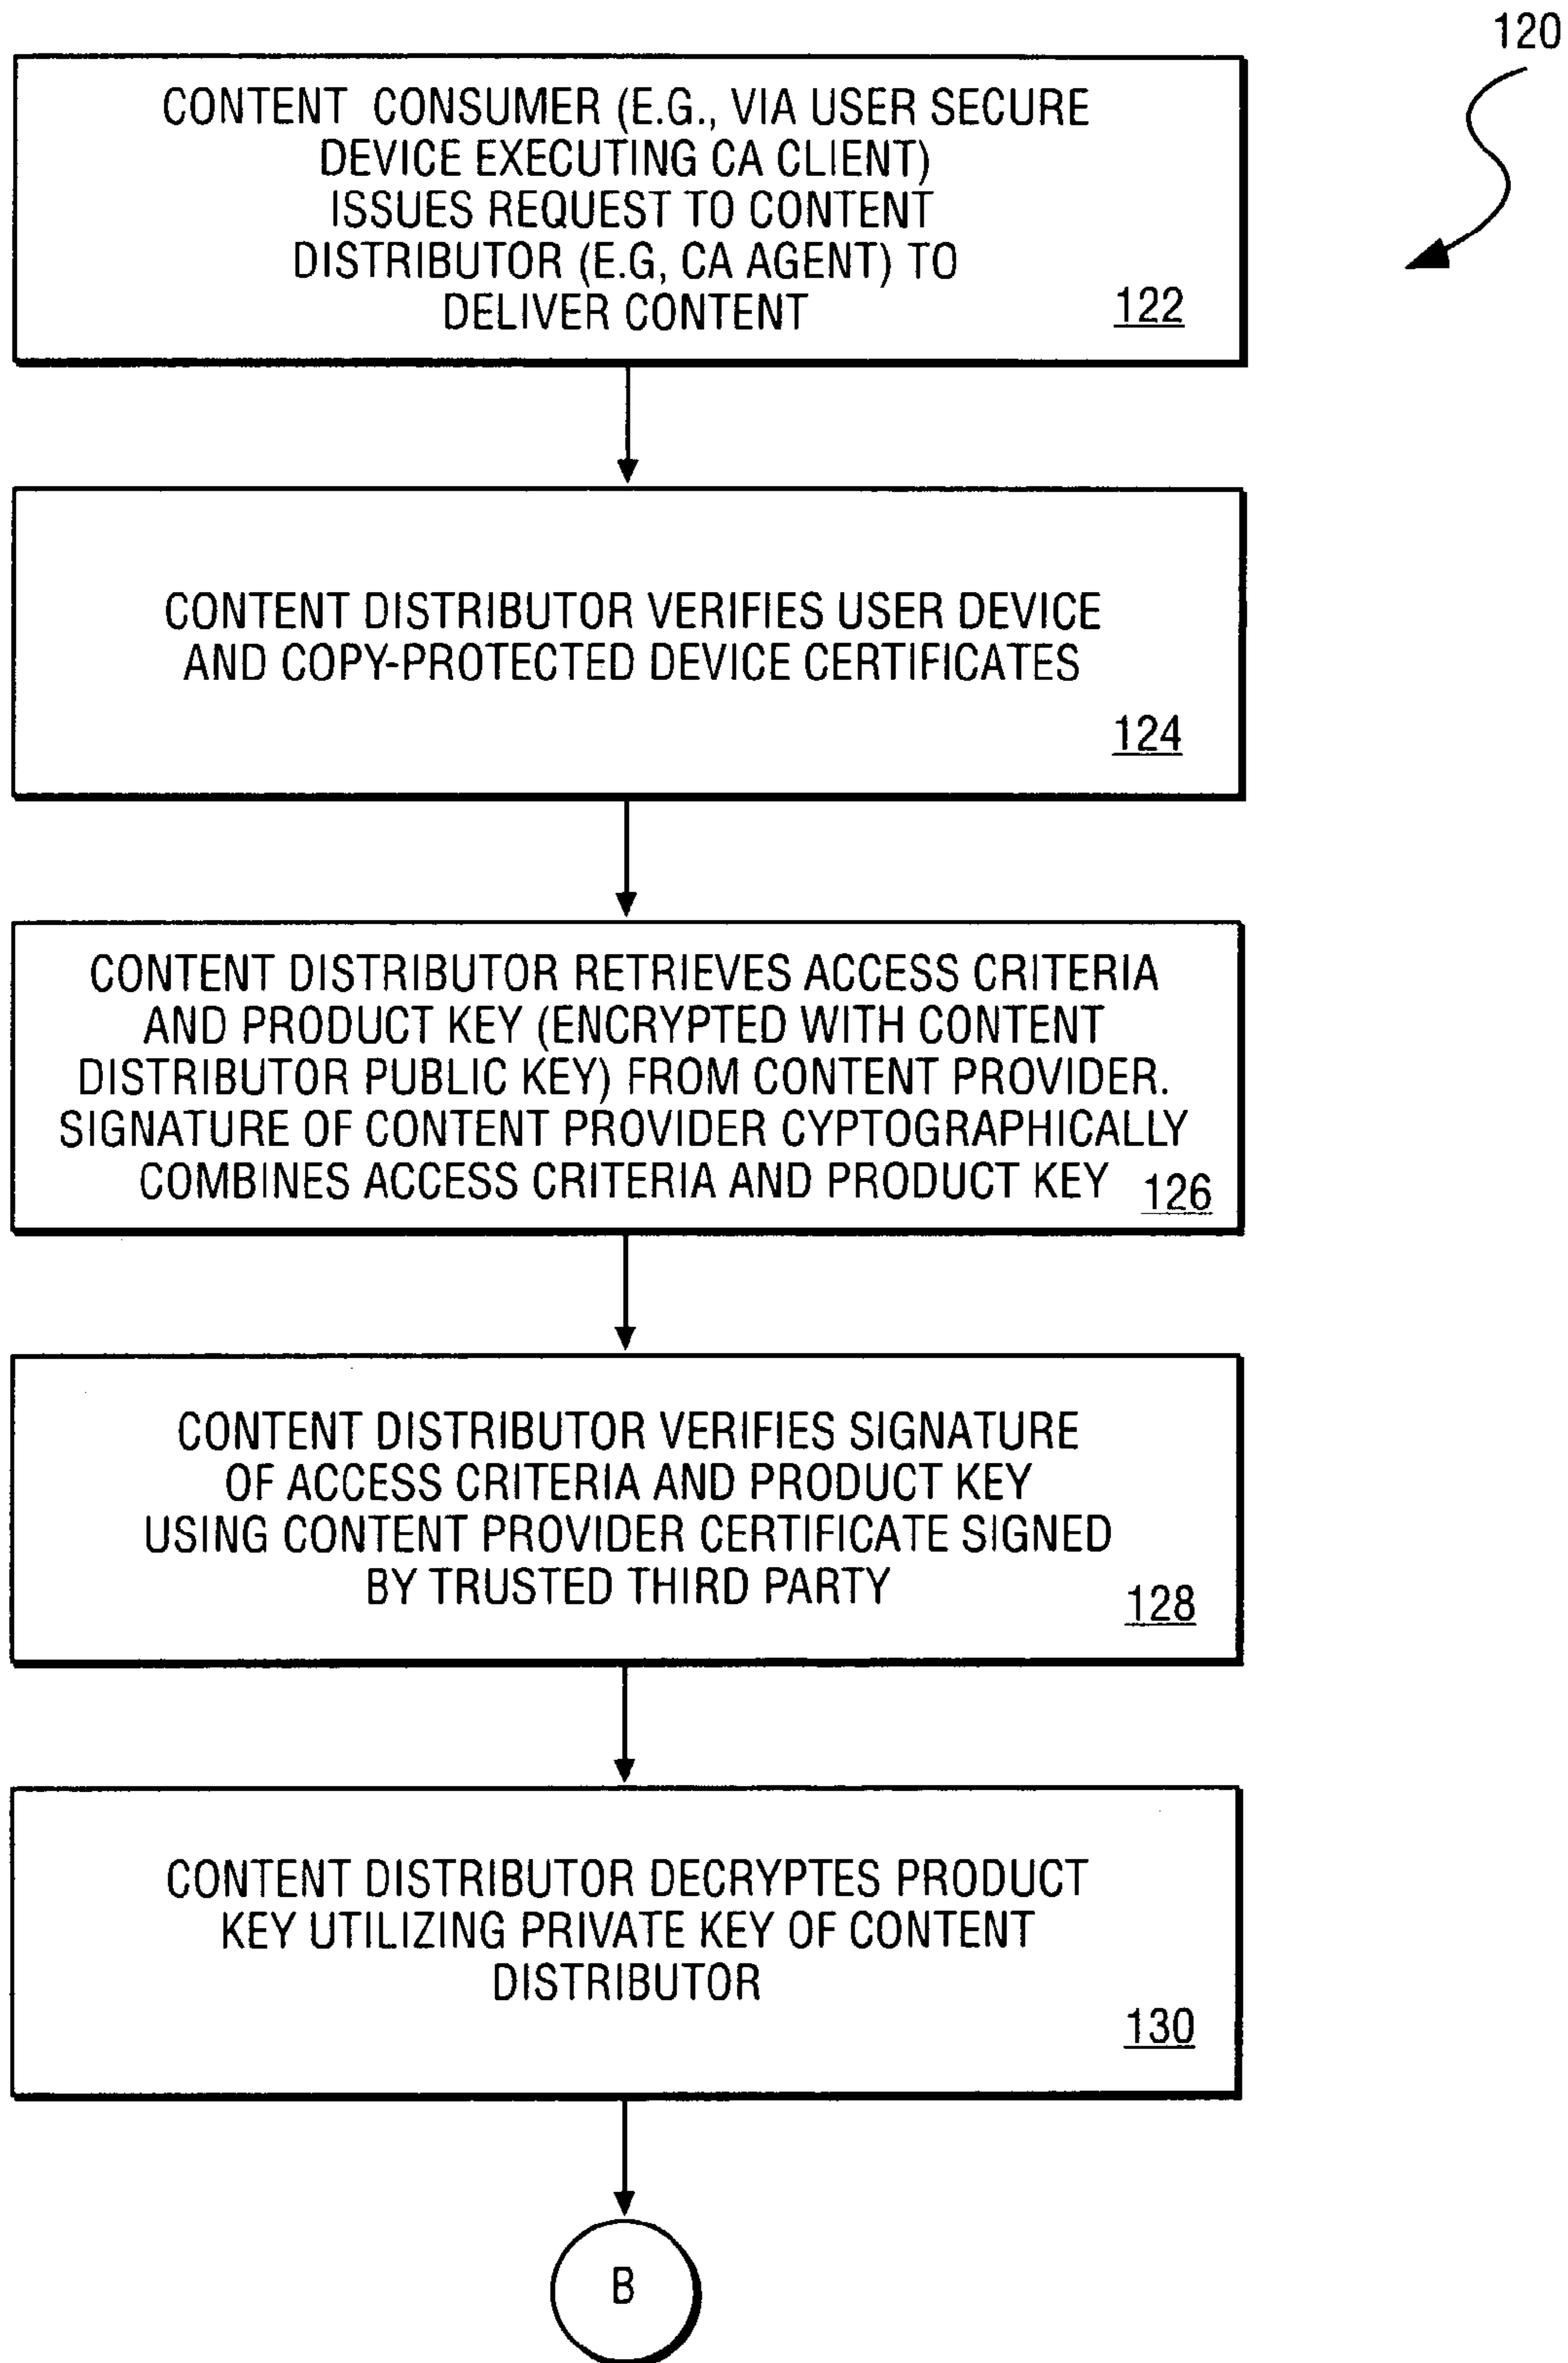 120
CONTENT CONSUMER (E.G., VIA USER SECURE
DEVICE EXECUTING CA CLIENT)
ISSUES REQUEST TO CONTENT
DISTRIBUTOR (E.G, CA AGENT) TO
DELIVER CONTENT
122
CONTENT DISTRIBUTOR VERIFIES USER DEVICE
AND COPY-PROTECTED DEVICE CERTIFICATES
124
CONTENT DISTRIBUTOR RETRIEVES ACCESS CRITERIA
AND PRODUCT KEY (ENCRYPTED WITH CONTENT
DISTRIBUTOR PUBLIC KEY) FROM CONTENT PROVIDER.
SIGNATURE OF CONTENT PROVIDER CYPTOGRAPHICALLY
COMBINES ACCESS CRITERIA AND PRODUCT KEY
126
CONTENT DISTRIBUTOR VERIFIES SIGNATURE
OF ACCESS CRITERIA AND PRODUCT KEY
USING CONTENT PROVIDER CERTIFICATE SIGNED
BY TRUSTED THIRD PARTY
128
CONTENT DISTRIBUTOR DECRYPTES PRODUCT
KEY UTILIZING PRIVATE KEY OF CONTENT
DISTRIBUTOR
130
B